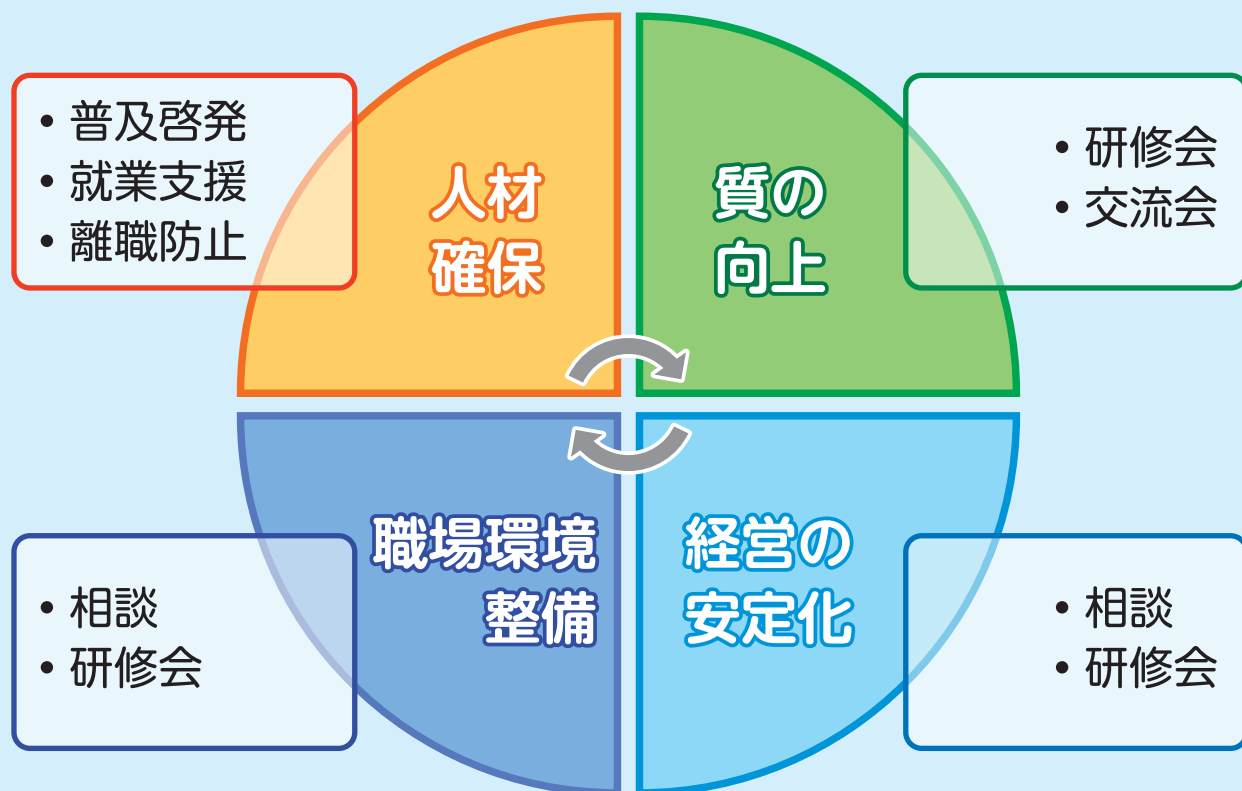 • 普及啓発
• 就業支援
• 離職防止
人材
確保
質の
向上
• 研修会
• 交流会
• 相談
• 研修会
職場環境
整備
経営の
安定化
• 相談
• 研修会